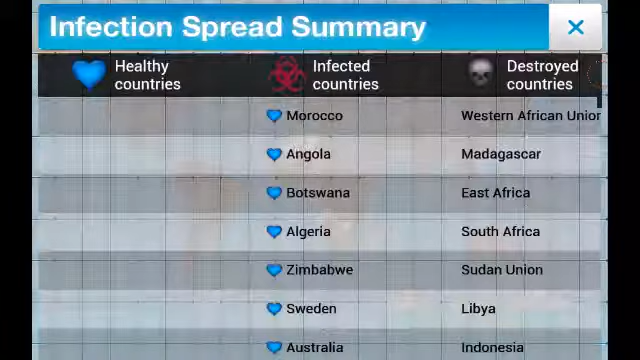 Infection Spread Summary
Healthy countries
Infected countries
Destroyed countries
Morocco
Western African Union
Angola
Madagascar
Botswana
East Africa
Algeria
South Africa
Zimbabwe
Sudan Union
Sweden
Libya
Australia
Indonesia